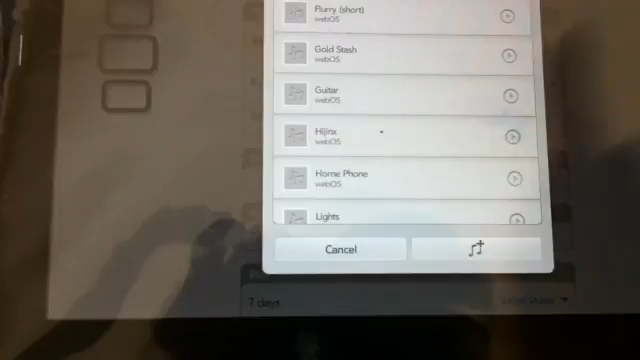 Flurry (short)
webOS
Gold Stash
webOS
Guitar
webOS
Hijinx
webOS
Home Phone
webOS
Lights
Cancel
7 days